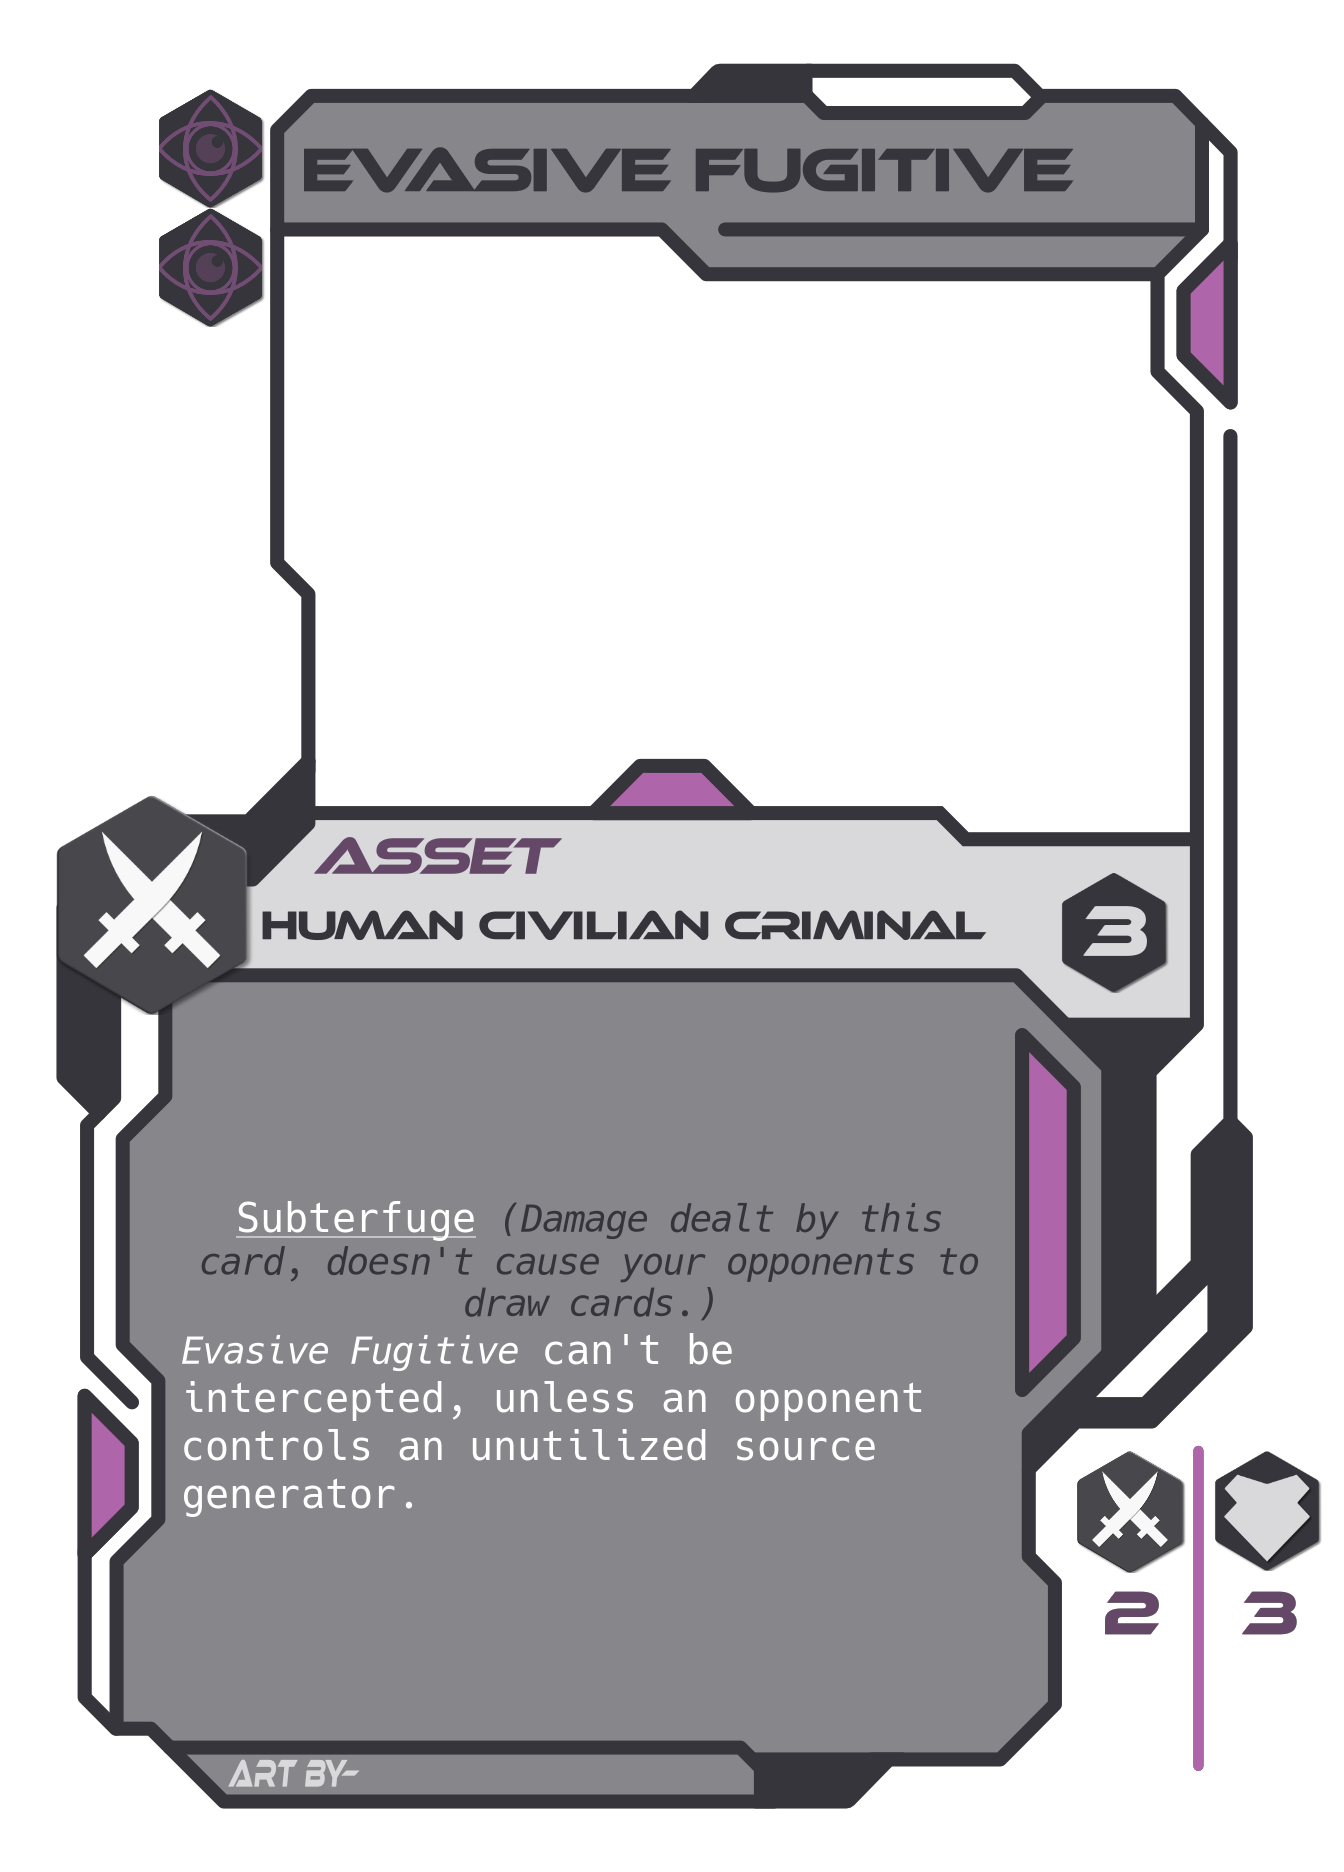 EVASIVE FUGITIVE
ASSET
HUMAN CIVILIAN CRIMINAL
3
Subterfuge (Damage dealt by this
card, doesn't cause your opponents to
draw cards.)
Evasive Fugitive can't be
intercepted, unless an opponent
controls an unutilized source
generator.
2 3
ART BY-